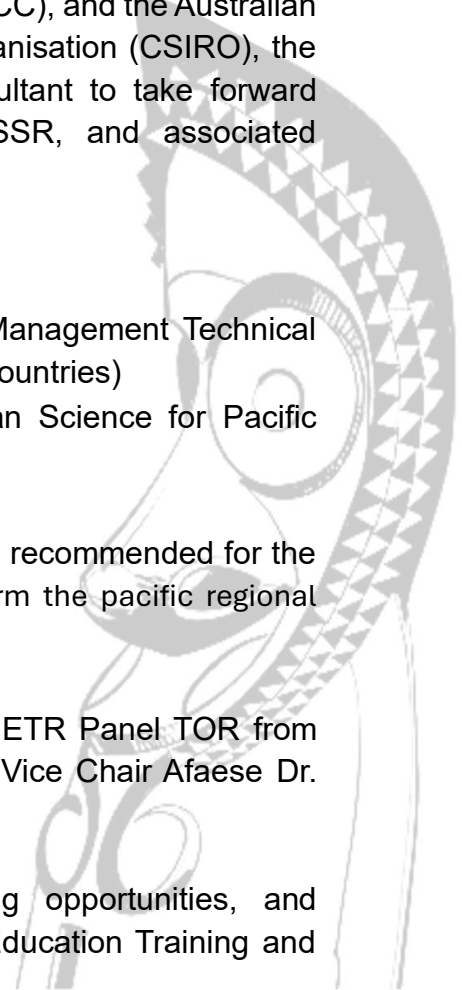 CC), and the Australian
anisation (CSIRO), the
ultant to take forward
SSR, and associated
Management Technical
ountries)
an Science for Pacific
recommended for the
rm the pacific regional
ETR Panel TOR from
Vice Chair Afaese Dr.
g opportunities, and
Education Training and